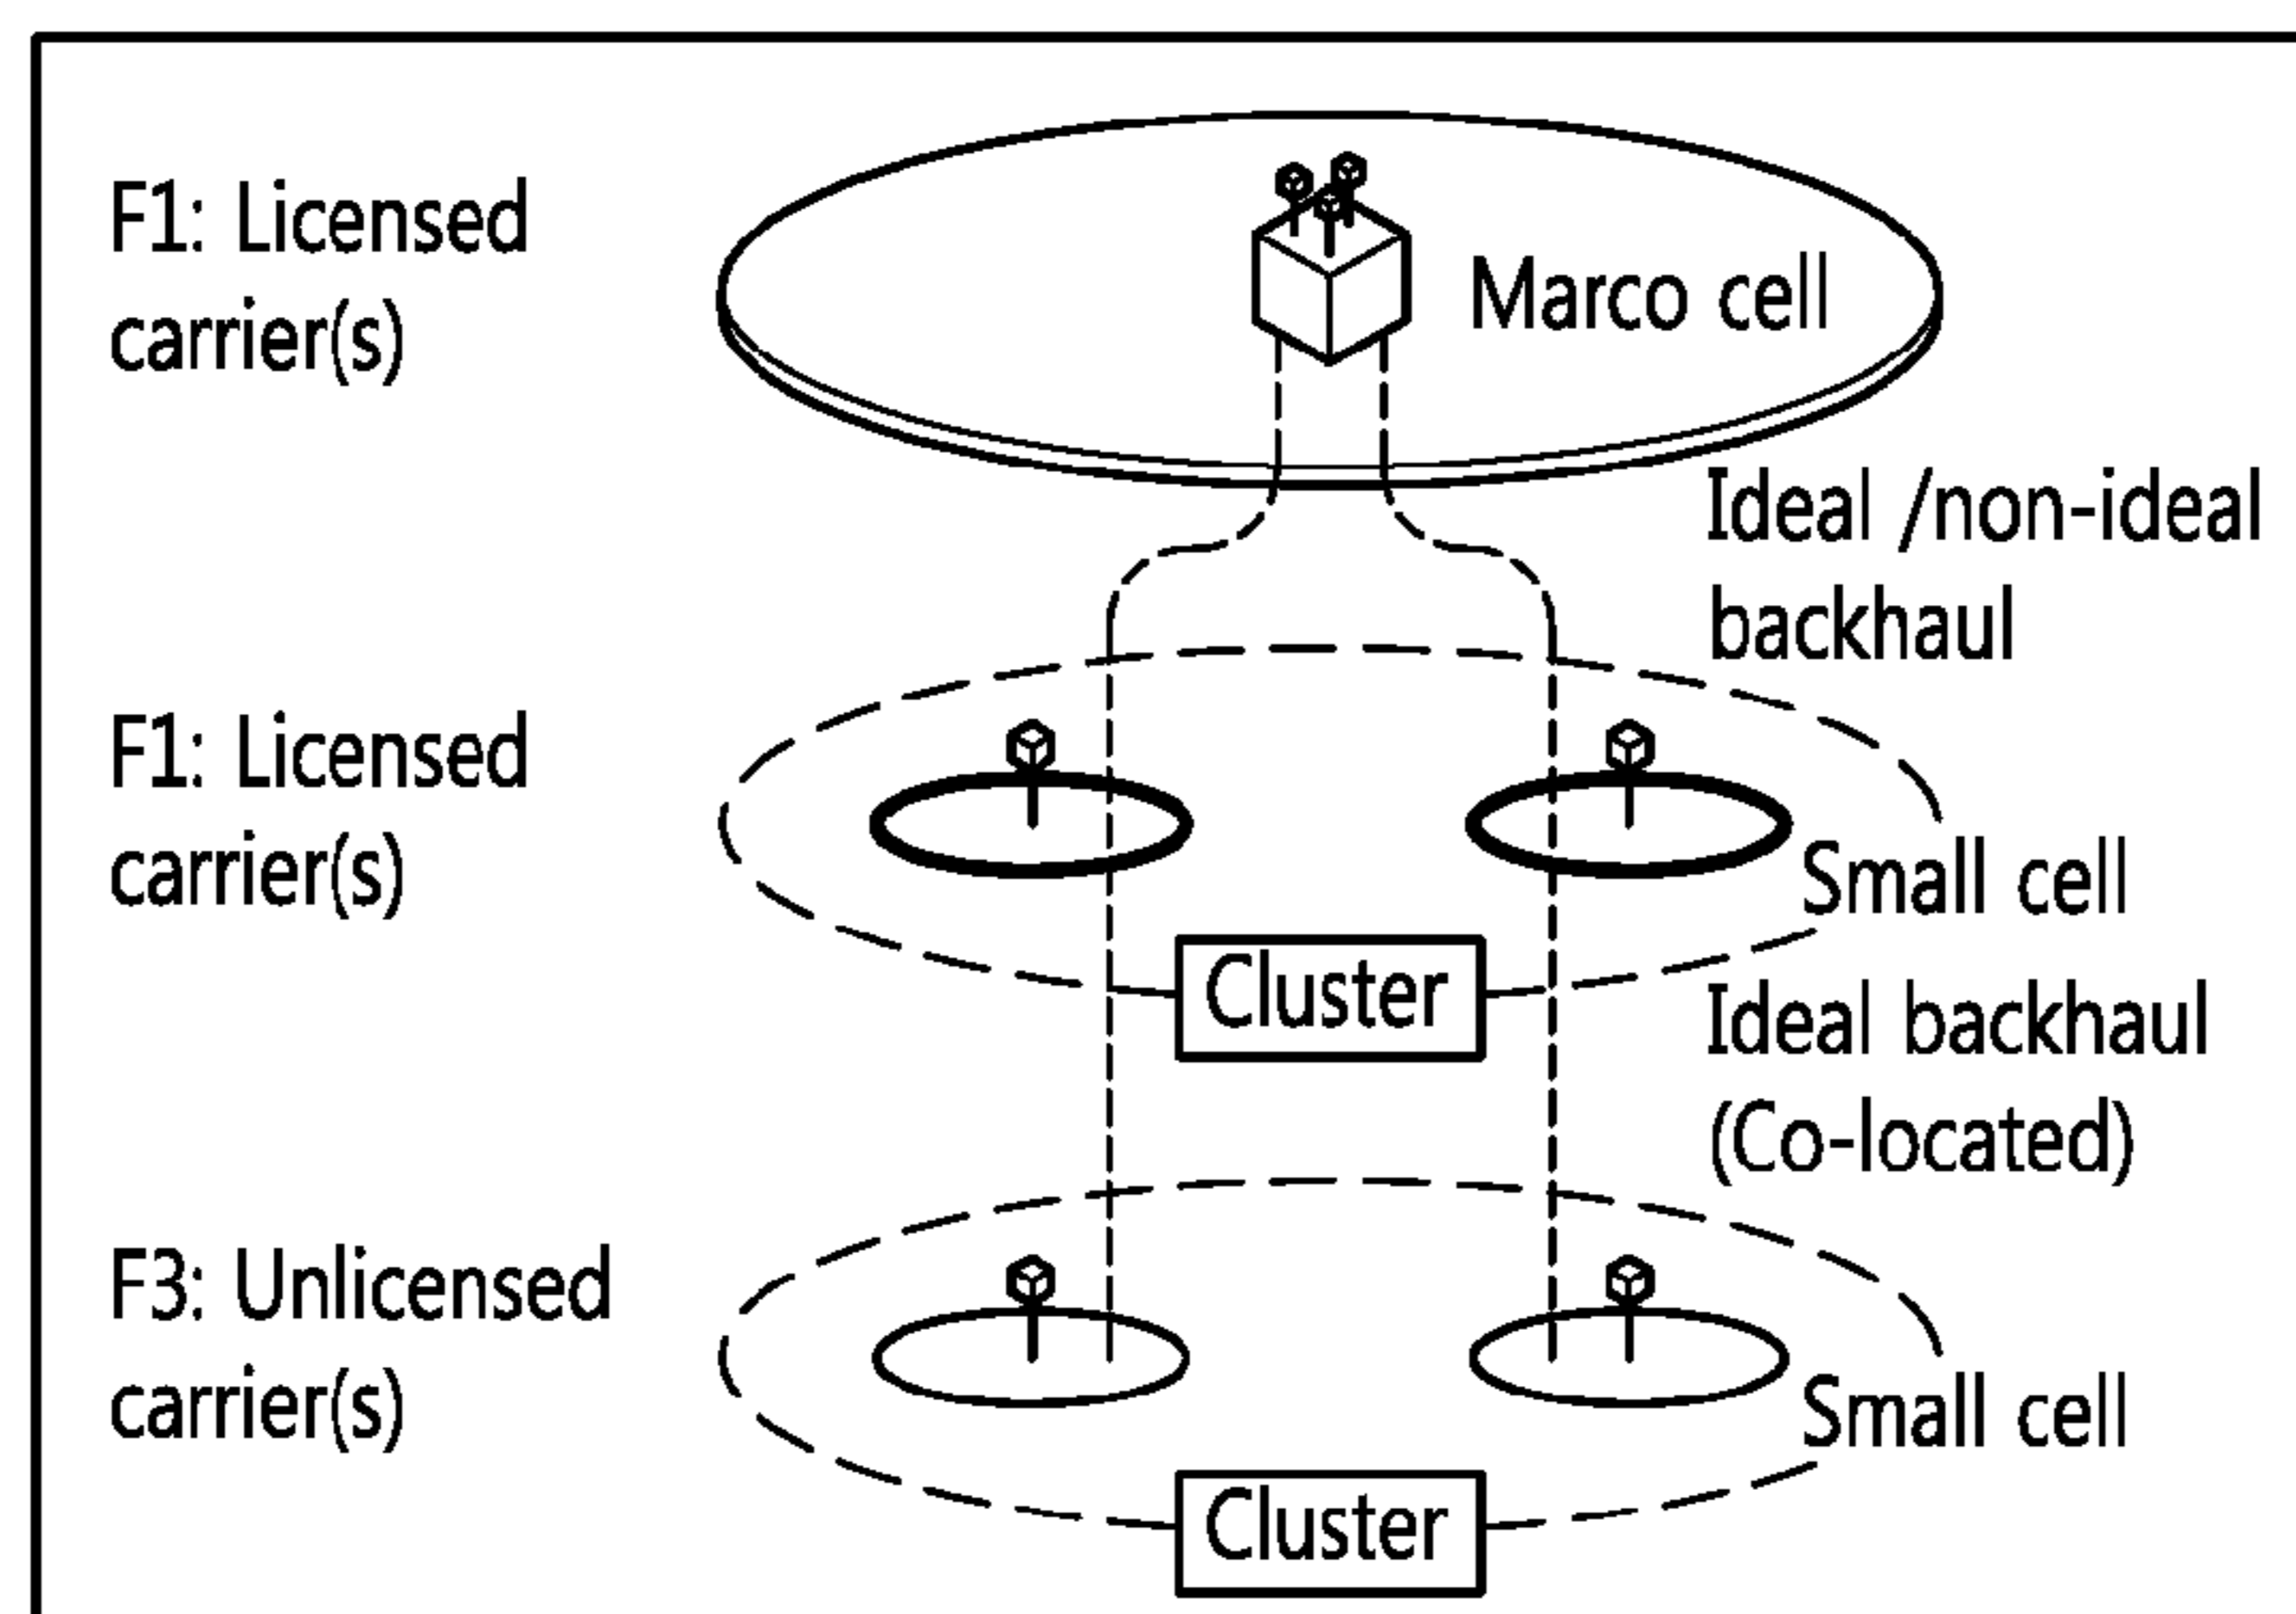 F1: Licensed
carrier(s)
Marco cell
Ideal /non-ideal
backhaul
F1: Licensed
carrier(s)
Small cell
Cluster
Ideal backhaul
(Co-located)
F3: Unlicensed
carrier(s)
Small cell
Cluster